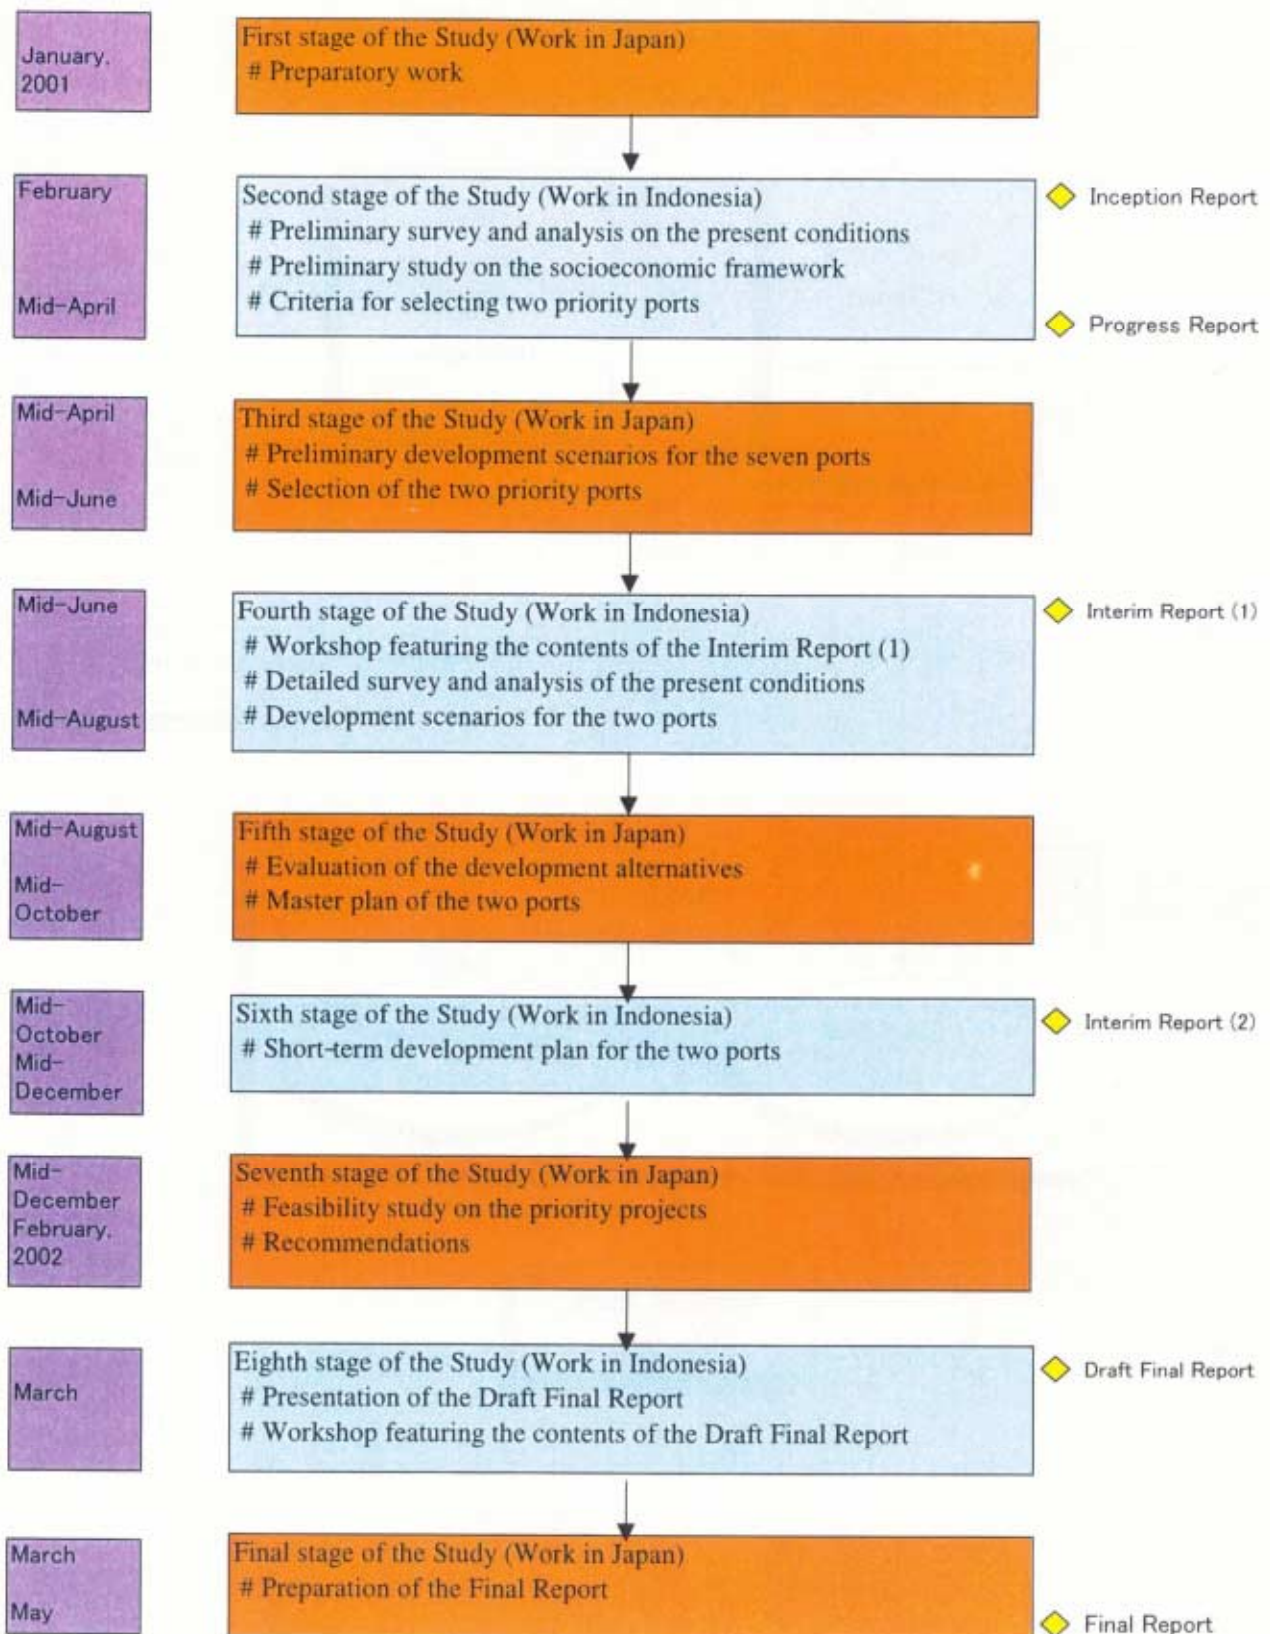 January,
2001
First stage of the Study (Work in Japan)
# Preparatory work
February
Mid-April
Second stage of the Study (Work in Indonesia)
# Preliminary survey and analysis on the present conditions
# Preliminary study on the socioeconomic framework
# Criteria for selecting two priority ports
Inception Report
Progress Report
Mid-April
Mid-June
Third stage of the Study (Work in Japan)
# Preliminary development scenarios for the seven ports
# Selection of the two priority ports
Mid-June
Mid-August
Fourth stage of the Study (Work in Indonesia)
# Workshop featuring the contents of the Interim Report (1)
# Detailed survey and analysis of the present conditions
# Development scenarios for the two ports
Interim Report (1)
Mid-August
Mid-
October
Fifth stage of the Study (Work in Japan)
# Evaluation of the development alternatives
# Master plan of the two ports
Mid-
October
Mid-
December
Sixth stage of the Study (Work in Indonesia)
# Short-term development plan for the two ports
Interim Report (2)
Mid-
December
February,
2002
Seventh stage of the Study (Work in Japan)
# Feasibility study on the priority projects
# Recommendations
March
Eighth stage of the Study (Work in Indonesia)
# Presentation of the Draft Final Report
# Workshop featuring the contents of the Draft Final Report
Draft Final Report
March
May
Final stage of the Study (Work in Japan)
# Preparation of the Final Report
Final Report